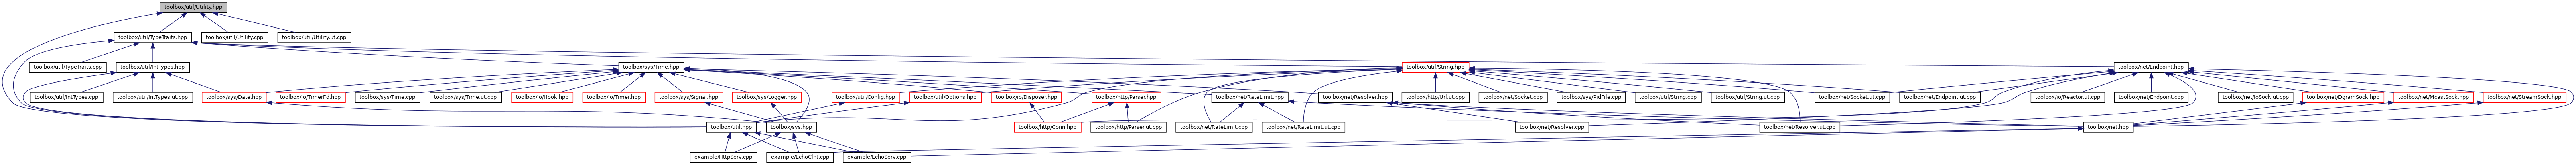 toolbox/util/Utility.hpp
toolbox/util/TypeTraits.hpp
toolbox/util/Utility.cpp
toolbox/util/Utility.ut.cpp
toolbox/util/TypeTraits.cpp
toolbox/util/IntTypes.hpp
toolbox/sys/Time.hpp
toolbox/util/String.hpp
toolbox/net/Endpoint.hpp
toolbox/util/IntTypes.cpp
toolbox/util/IntTypes.ut.cpp
toolbox/sys/Date.hpp
toolbox/io/TimerFd.hpp
toolbox/sys/Time.cpp
toolbox/sys/Time.ut.cpp
toolbox/io/Hook.hpp
toolbox/io/Timer.hpp
toolbox/sys/Signal.hpp
toolbox/sys/Logger.hpp
toolbox/util/Config.hpp
toolbox/util/Options.hpp
toolbox/io/Disposer.hpp
toolbox/http/Parser.hpp
toolbox/net/RateLimit.hpp
toolbox/net/Resolver.hpp
toolbox/http/Url.ut.cpp
toolbox/net/Socket.cpp
toolbox/sys/PidFile.cpp
toolbox/util/String.cpp
toolbox/util/String.ut.cpp
toolbox/net/Socket.ut.cpp
toolbox/net/Endpoint.ut.cpp
toolbox/io/Reactor.ut.cpp
toolbox/net/Endpoint.cpp
toolbox/net/IoSock.ut.cpp
toolbox/net/DgramSock.hpp
toolbox/net/McastSock.hpp
toolbox/net/StreamSock.hpp
toolbox/util.hpp
toolbox/sys.hpp
toolbox/http/Conn.hpp
toolbox/http/Parser.ut.cpp
toolbox/net/RateLimit.cpp
toolbox/net/RateLimit.ut.cpp
toolbox/net/Resolver.cpp
toolbox/net/Resolver.ut.cpp
toolbox/net.hpp
example/HttpServ.cpp
example/EchoClnt.cpp
example/EchoServ.cpp